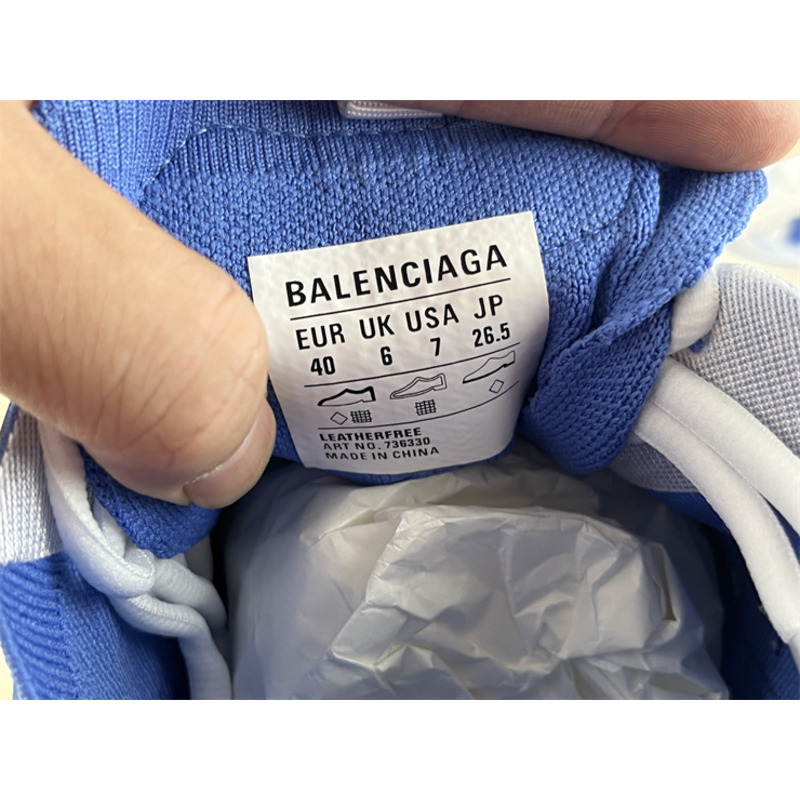 BALENCIAGA
EUR UK USA JP
40 6 7 26.5
LEATHERFREE
ART NO. 736330
MADE IN CHINA